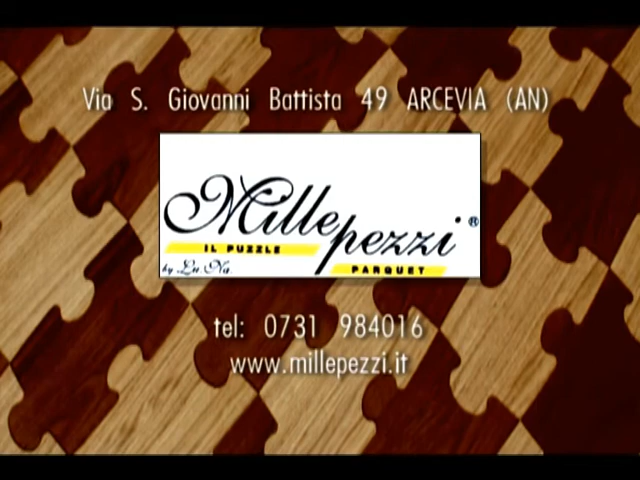 Via S. Giovanni Battista 49 ARCEVIA (AN)
Millepezzi®
IL PUZZLE
PARQUET
by Lu Na
tel: 0731 984016
www.millepezzi.it